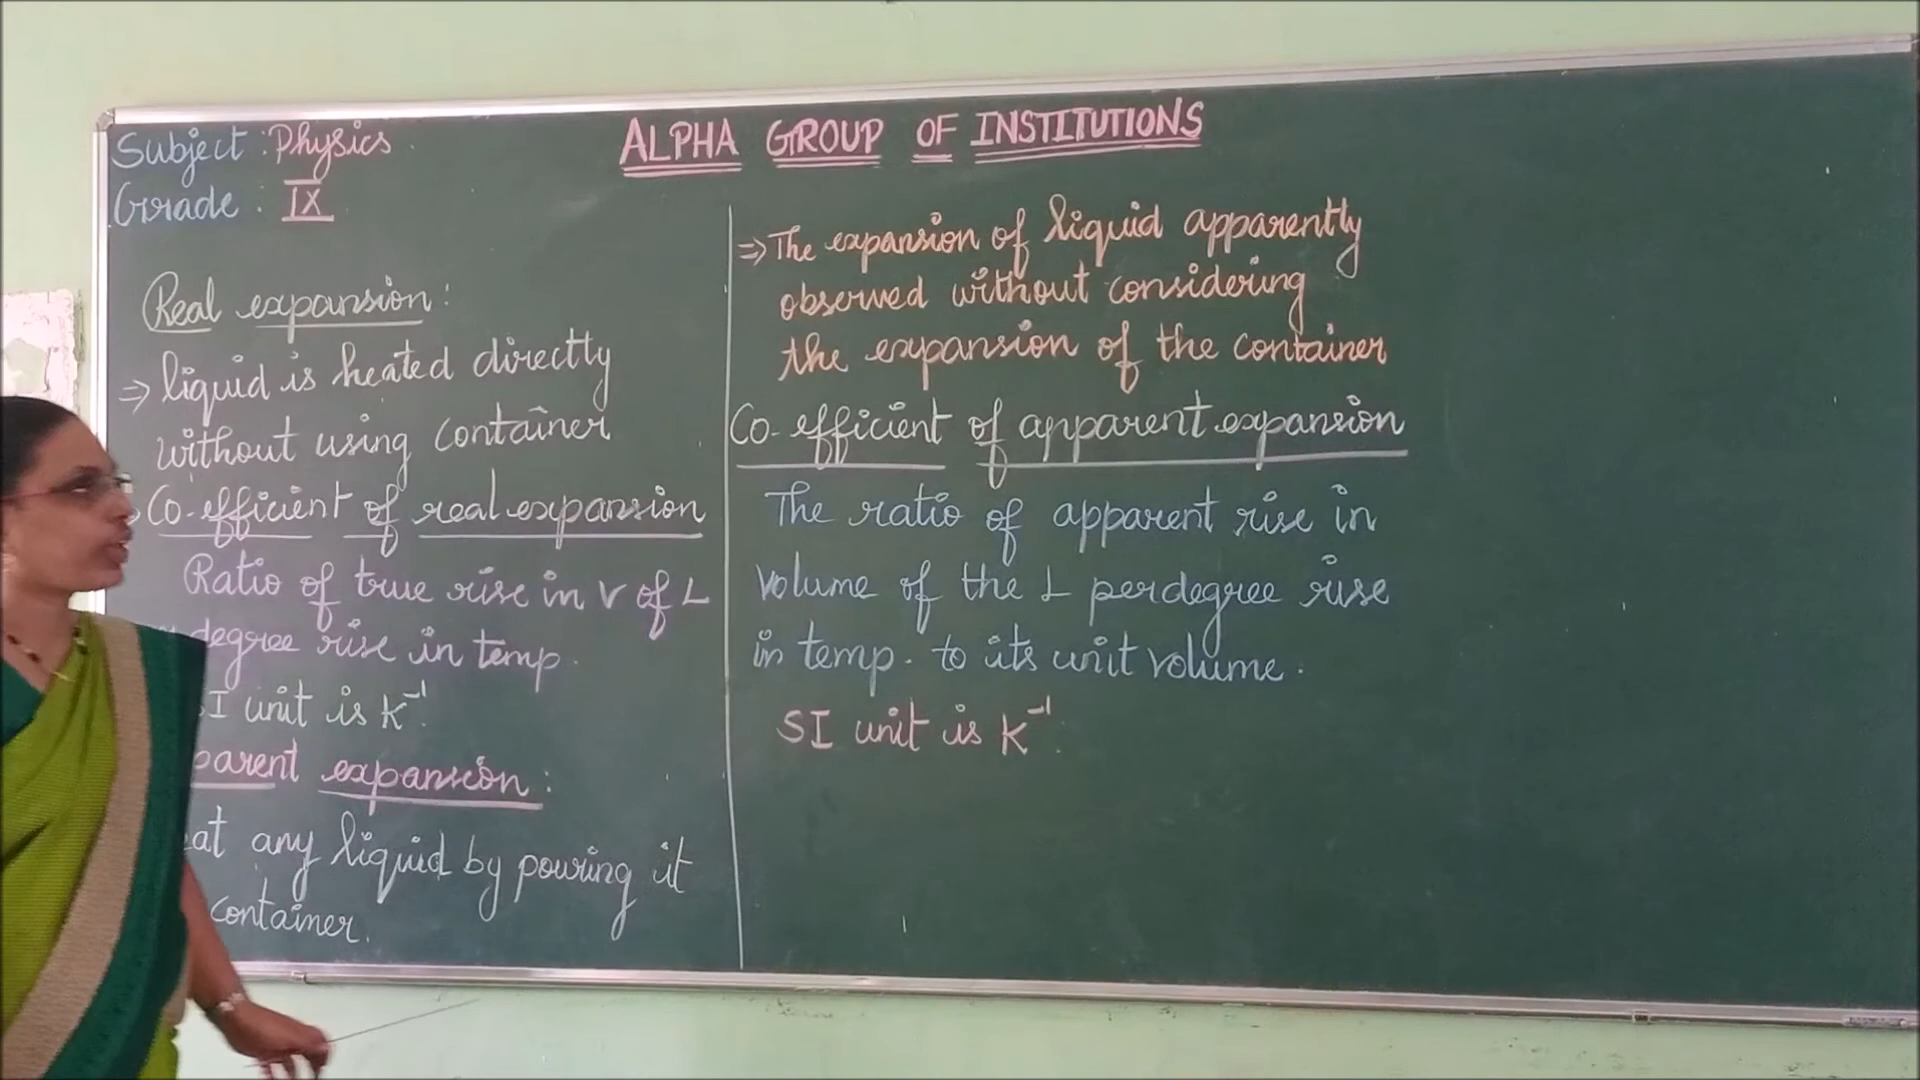 ALPHA GROUP OF INSTITUTIONS
Subject : Physics
Grade : IX
Real expansion :
⇒ liquid is heated directly
without using container
Co-efficient of real expansion
Ratio of true rise in V of L
degree rise in temp.
SI unit is K⁻¹.
parent expansion :
eat any liquid by pouring it
container.
⇒ The expansion of liquid apparently
observed without considering
the expansion of the container
Co-efficient of apparent expansion
The ratio of apparent rise in
volume of the L per degree rise
in temp. to its unit volume.
SI unit is K⁻¹.